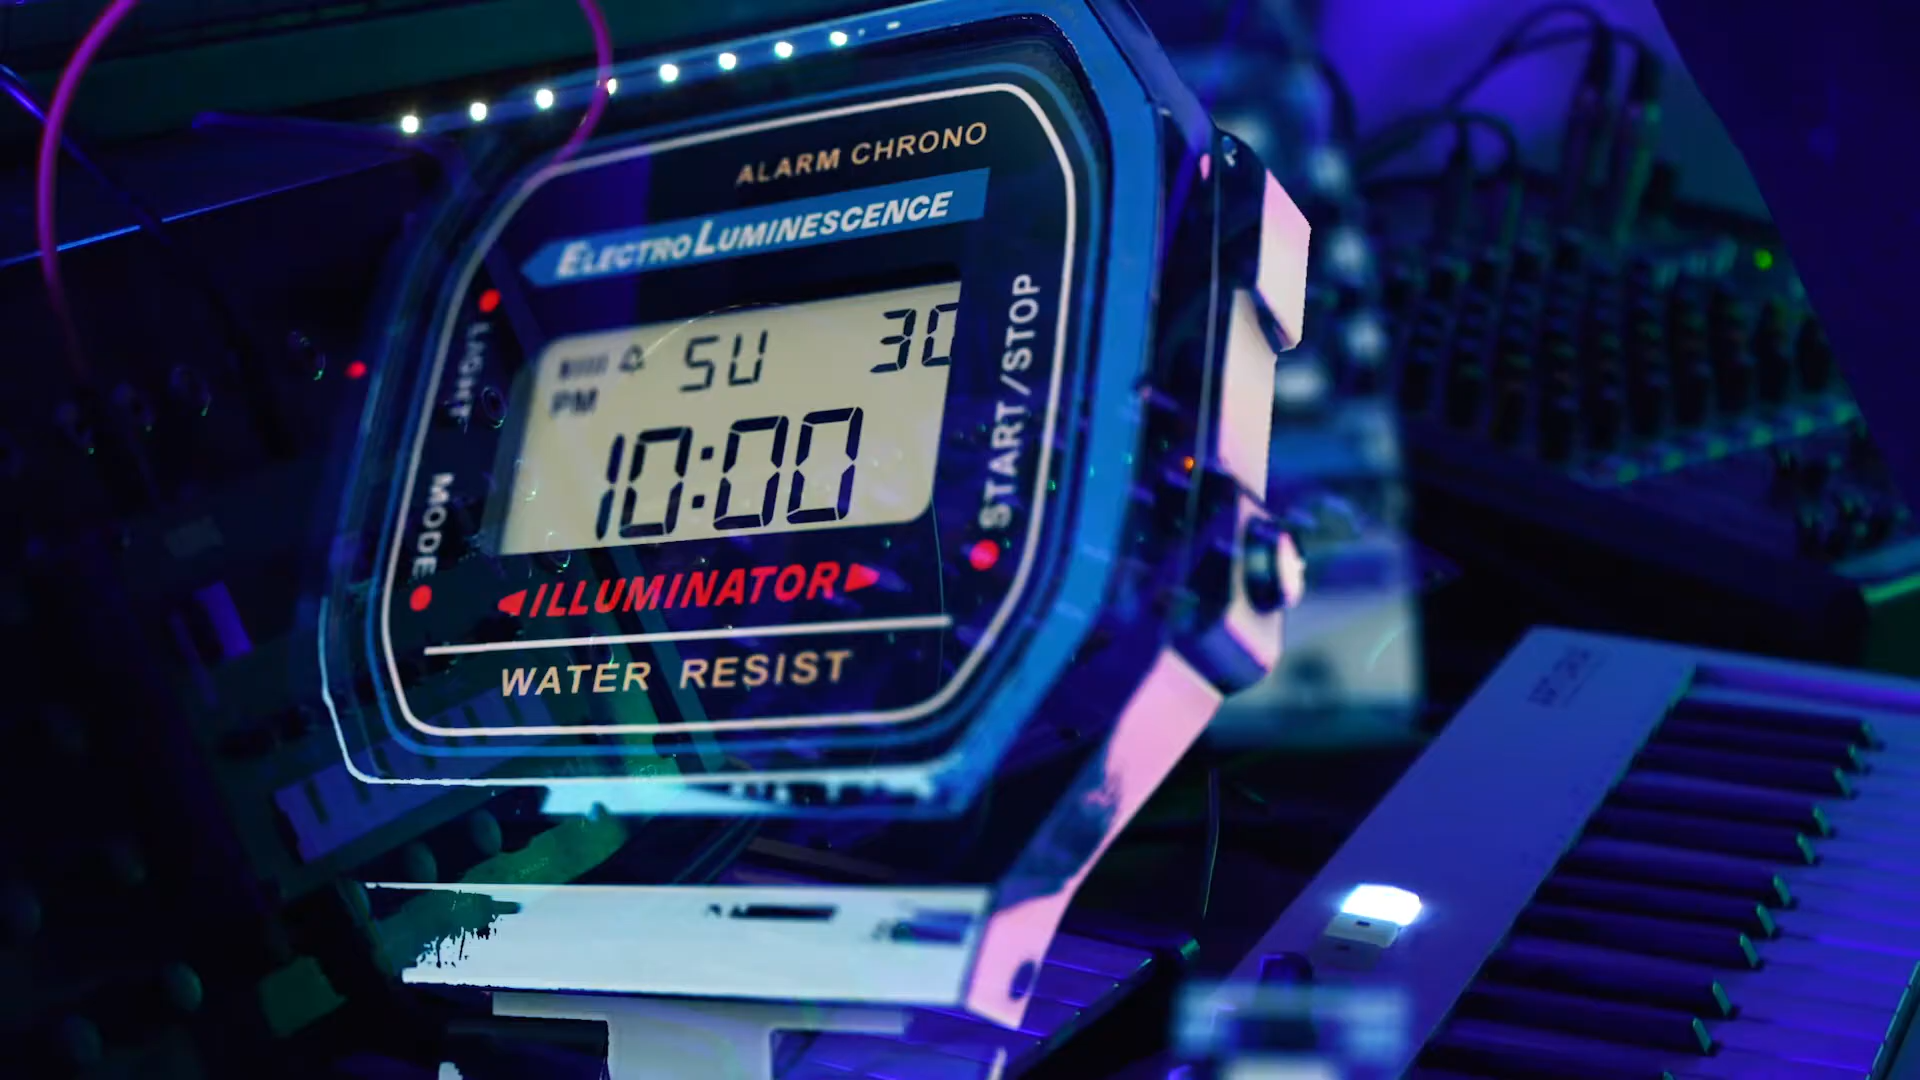 ALARM CHRONO
ELECTRO LUMINESCENCE
LIGHT
SU 30
PM
10:00
START/STOP
MODE
ILLUMINATOR
WATER RESIST